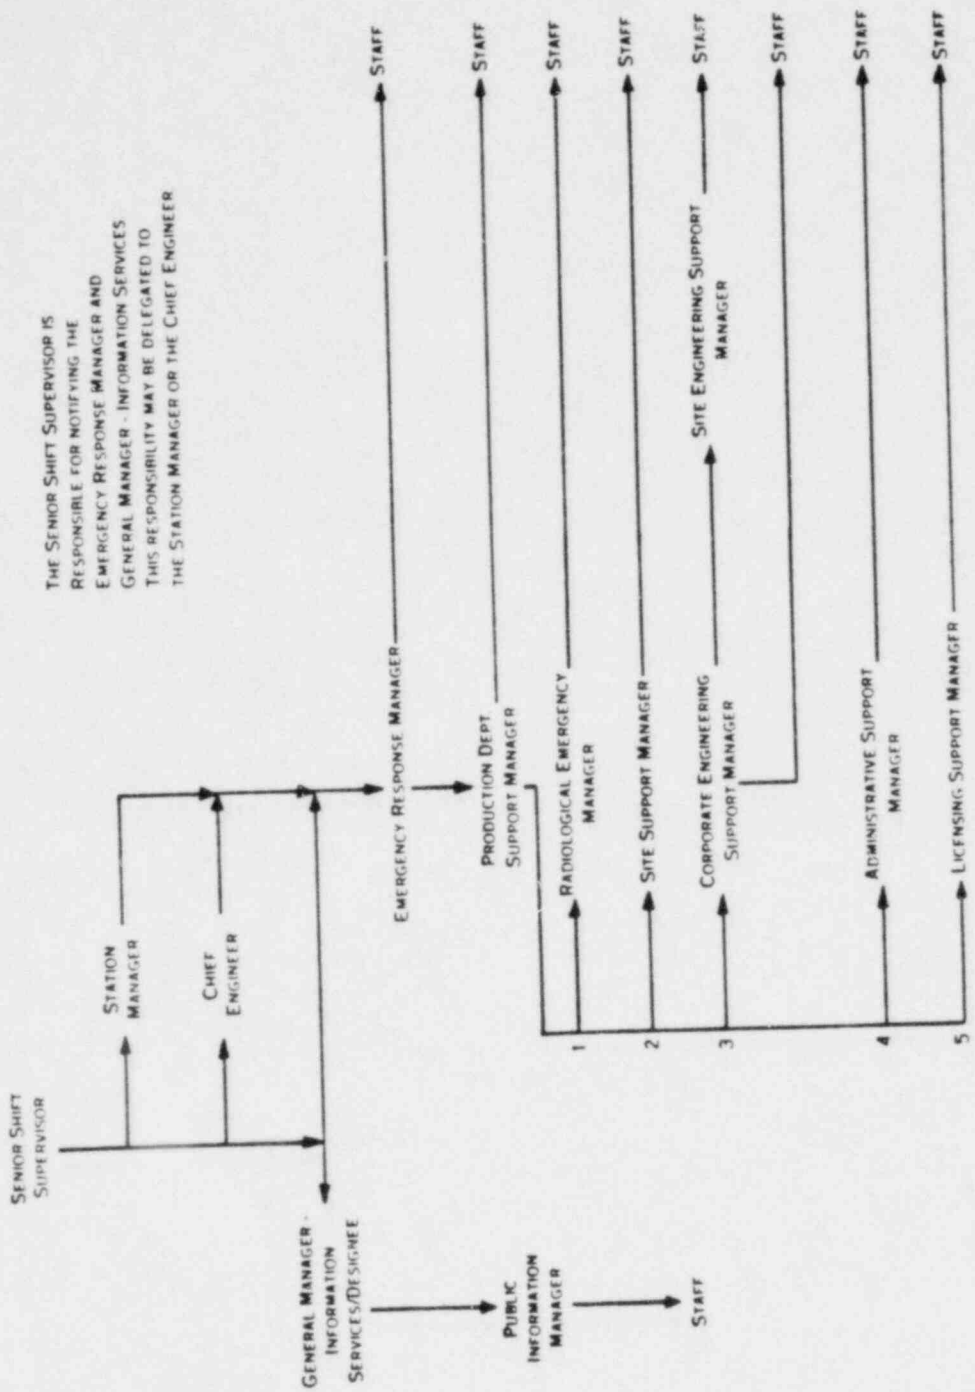 THE SENIOR SHIFT SUPERVISOR IS
RESPONSIBLE FOR NOTIFYING THE
EMERGENCY RESPONSE MANAGER AND
GENERAL MANAGER - INFORMATION SERVICES
THIS RESPONSIBILITY MAY BE DELEGATED TO
THE STATION MANAGER OR THE CHIEF ENGINEER
SENIOR SHIFT
SUPERVISOR
STATION
MANAGER
CHIEF
ENGINEER
GENERAL MANAGER -
INFORMATION
SERVICES/DESIGNEE
PUBLIC
INFORMATION
MANAGER
STAFF
EMERGENCY RESPONSE MANAGER
STAFF
PRODUCTION DEPT.
SUPPORT MANAGER
STAFF
1
RADIOLOGICAL EMERGENCY
MANAGER
STAFF
2
SITE SUPPORT MANAGER
STAFF
3
CORPORATE ENGINEERING
SUPPORT MANAGER
SITE ENGINEERING SUPPORT
MANAGER
STAFF
STAFF
4
ADMINISTRATIVE SUPPORT
MANAGER
STAFF
5
LICENSING SUPPORT MANAGER
STAFF